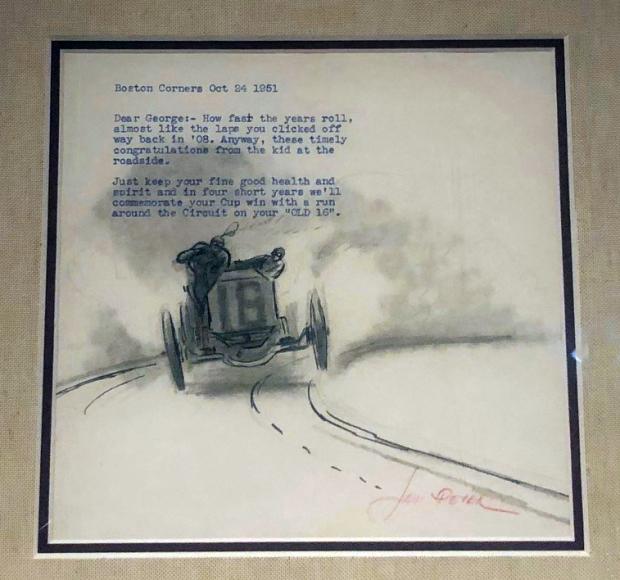 Boston Corners Oct 24 1951
Dear George:- How fast the years roll,
almost like the laps you clicked off
way back in '08. Anyway, these timely
congratulations from the kid at the
roadside.
Just keep your fine good health and
spirit and in four short years we'll
commemorate your Cup win with a run
around the Circuit on your "OLD 16".
16